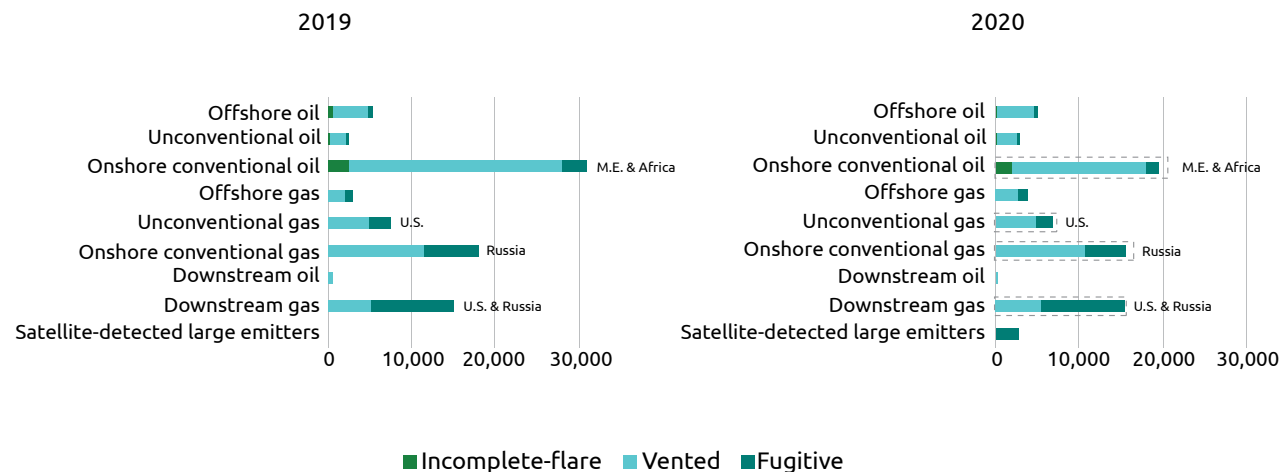 2019
Offshore oil
Unconventional oil
Onshore conventional oil
M.E. & Africa
Offshore gas
Unconventional gas
U.S.
Onshore conventional gas
Russia
Downstream oil
Downstream gas
U.S. & Russia
Satellite-detected large emitters
0 10,000 20,000 30,000
2020
Offshore oil
Unconventional oil
Onshore conventional oil
M.E. & Africa
Offshore gas
Unconventional gas
U.S.
Onshore conventional gas
Russia
Downstream oil
Downstream gas
U.S. & Russia
Satellite-detected large emitters
0 10,000 20,000 30,000
Incomplete-flare Vented Fugitive